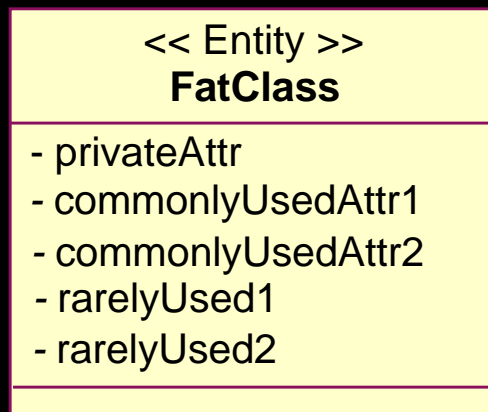 << Entity >>
FatClass
- privateAttr
- commonlyUsedAttr1
- commonlyUsedAttr2
- rarelyUsed1
- rarelyUsed2